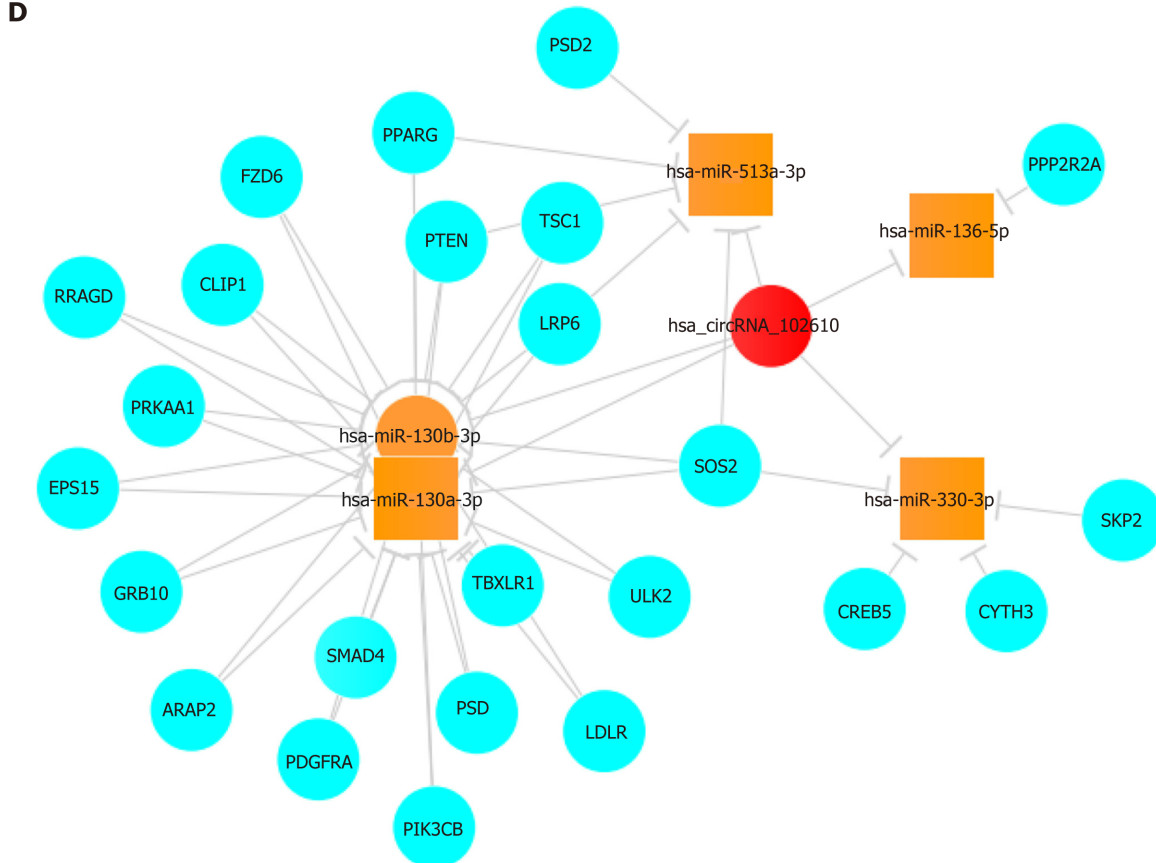 D
PSD2
PPARG
FZD6
hsa-miR-513a-3p
PPP2R2A
TSC1
PTEN
hsa-miR-136-5p
CLIP1
RRAGD
LRP6
hsa_circRNA_102610
PRKAA1
hsa-miR-130b-3p
SOS2
EPS15
hsa-miR-130a-3p
hsa-miR-330-3p
SKP2
TBXLR1
GRB10
ULK2
CREB5
CYTH3
SMAD4
ARAP2
PSD
LDLR
PDGFRA
PIK3CB